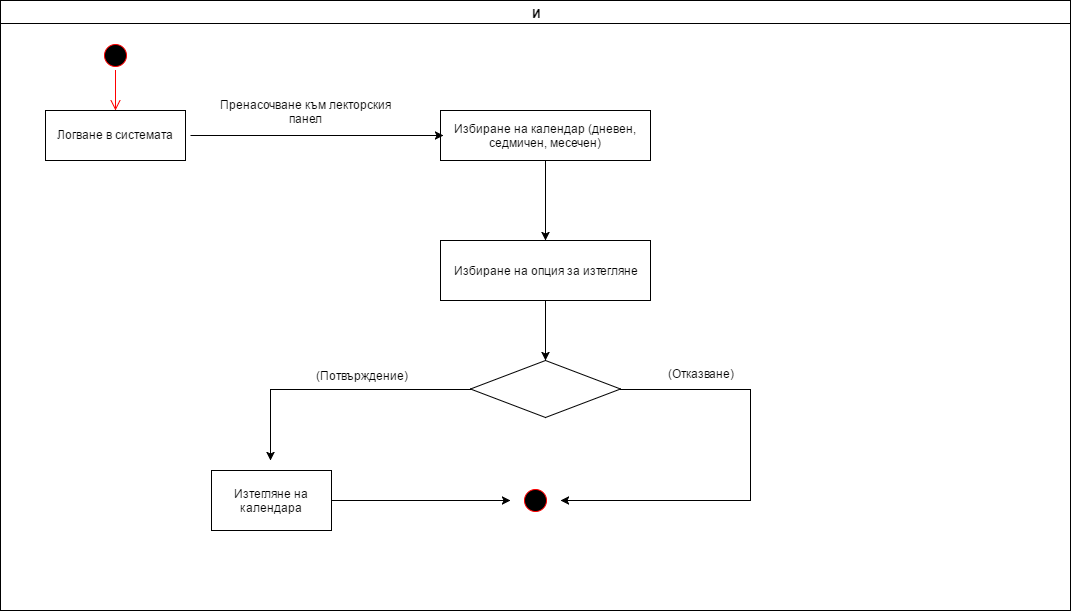 И
Пренасочване към лекторския
панел
Логване в системата
Избиране на календар (дневен,
седмичен, месечен)
Избиране на опция за изтегляне
(Потвърждение)
(Отказване)
Изтегляне на
календара